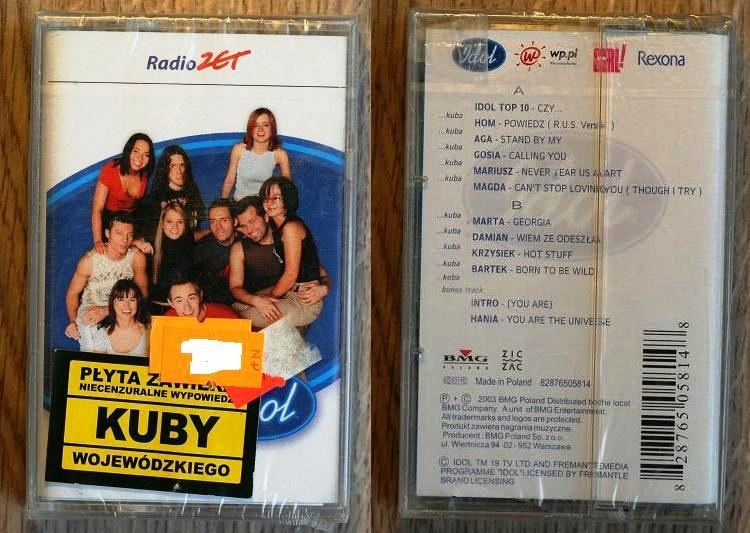 Radio ZET
PŁYTA
NIECENZURALNE WYPOWIEDZ
KUBY
WOJEWÓDZKIEGO
ZŁ
dol
Idol
W
wp.pl
GIRL!
Rexona
A
IDOL TOP 10 - CZY...
...kuba
HOM - POWIEDZ ( R.U.S. Version )
...kuba
AGA - STAND BY MY
...kuba
GOSIA - CALLING YOU
...kuba
MARIUSZ - NEVER TEAR US APART
...kuba
MAGDA - CAN'T STOP LOVING YOU ( THOUGH I TRY )
B
...kuba
MARTA - GEORGIA
...kuba
DAMIAN - WIEM ZE ODESZŁA
...kuba
KRZYSIEK - HOT STUFF
...kuba
BARTEK - BORN TO BE WILD
...kuba
bonus track:
INTRO - (YOU ARE)
HANIA - YOU ARE THE UNIVERSE
BMG
POLAND
ZIC
ZAC
Made in Poland
82876505814
P + C 2003 BMG Poland Distributed by the local
BMG Company. A unit of BMG Entertainment.
All trademarks and logos are protected.
Produkt zawiera nagrania muzyczne.
Producent: BMG Poland Sp. z o.o.
ul. Wiertnicza 94 02 - 952 Warszawa
© IDOL TM 19 TV LTD AND FREMANTLEMEDIA
PROGRAMME "IDOL" LICENSED BY FREMANTLE
BRAND LICENSING
8 28765 05814 8